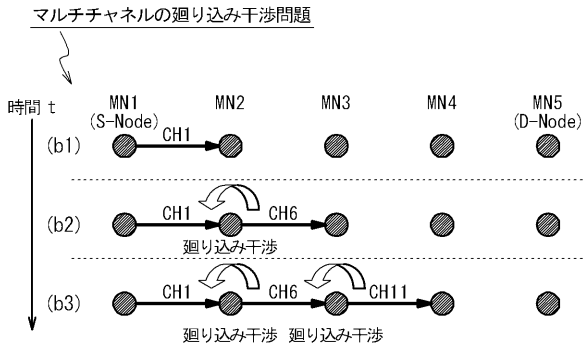 マルチチャネルの廻り込み干渉問題
時間 t
MN1 MN2 MN3 MN4 MN5
(S-Node) (D-Node)
(b1) CH1
(b2) CH1 CH6
廻り込み干渉
(b3) CH1 CH6 CH11
廻り込み干渉 廻り込み干渉